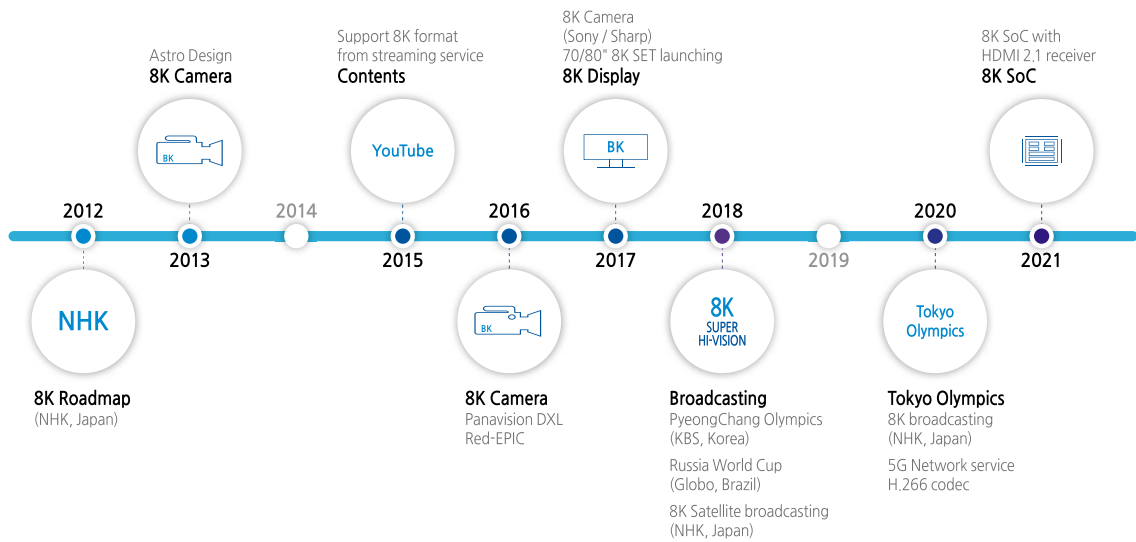 2012
NHK
8K Roadmap
(NHK, Japan)
Astro Design
8K Camera
BK
2013
2014
Support 8K format
from streaming service
Contents
YouTube
2015
2016
BK
8K Camera
Panavision DXL
Red-EPIC
8K Camera
(Sony / Sharp)
70/80" 8K SET launching
8K Display
BK
2017
2018
8K
SUPER
HI-VISION
Broadcasting
PyeongChang Olympics
(KBS, Korea)
Russia World Cup
(Globo, Brazil)
8K Satellite broadcasting
(NHK, Japan)
2019
2020
Tokyo
Olympics
Tokyo Olympics
8K broadcasting
(NHK, Japan)
5G Network service
H.266 codec
8K SoC with
HDMI 2.1 receiver
8K SoC
2021